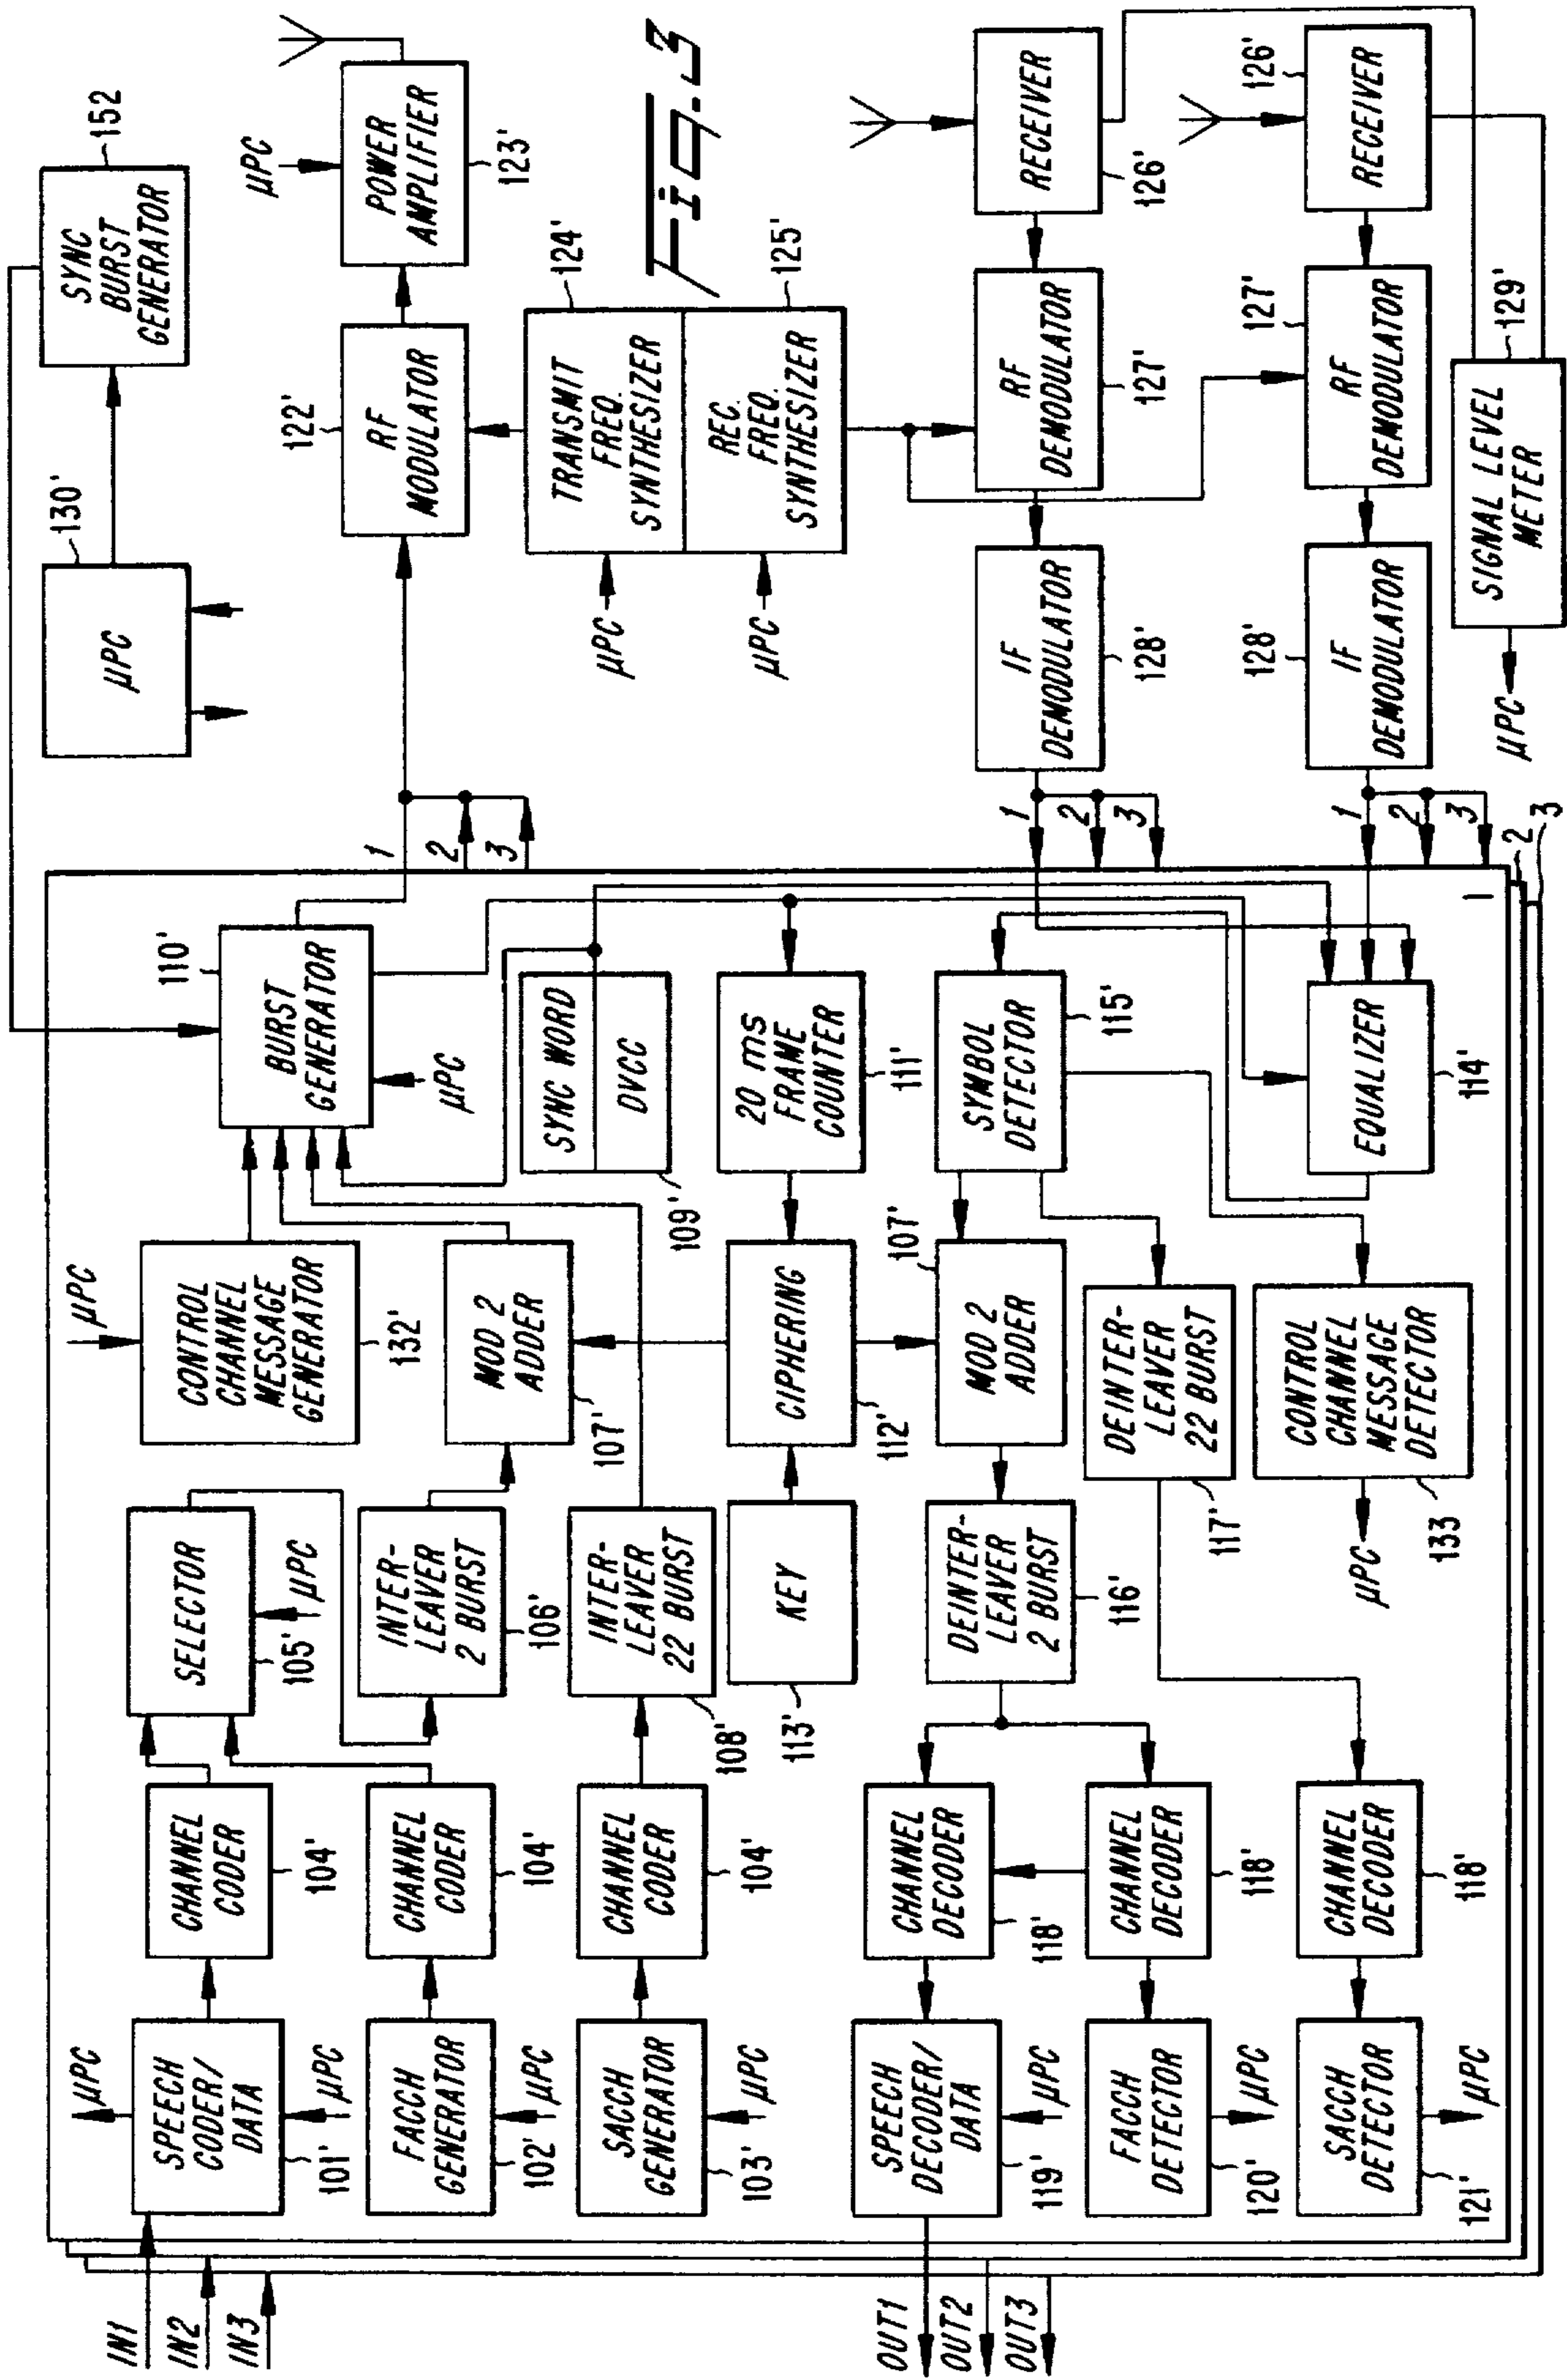 IN1
IN2
IN3
µPC
SPEECH
CODER/
DATA
101'
µPC
CHANNEL
CODER
104'
SELECTOR
105'
µPC
µPC
CONTROL
CHANNEL
MESSAGE
GENERATOR
132'
BURST
GENERATOR
110'
µPC
µPC
130'
SYNC
BURST
GENERATOR
152
FACCH
GENERATOR
102'
µPC
CHANNEL
CODER
104'
INTER-
LEAVER
2 BURST
106'
MOD 2
ADDER
107'
1
2
3
RF
MODULATOR
122'
µPC
POWER
AMPLIFIER
123'
SACCH
GENERATOR
103'
µPC
CHANNEL
CODER
104'
INTER-
LEAVER
22 BURST
108'
SYNC WORD
DVCC
109'
TRANSMIT
FREQ.
SYNTHESIZER
124'
µPC
REC.
FREQ.
SYNTHESIZER
125'
µPC
Fig. 3
KEY
113'
CIPHERING
112'
20 ms
FRAME
COUNTER
111'
OUT1
OUT2
OUT3
SPEECH
DECODER/
DATA
119'
µPC
CHANNEL
DECODER
118'
DEINTER-
LEAVER
2 BURST
116'
MOD 2
ADDER
107'
SYMBOL
DETECTOR
115'
1
2
3
IF
DEMODULATOR
128'
RF
DEMODULATOR
127'
RECEIVER
126'
FACCH
DETECTOR
120'
µPC
CHANNEL
DECODER
118'
DEINTER-
LEAVER
22 BURST
117'
SACCH
DETECTOR
121'
µPC
CHANNEL
DECODER
118'
CONTROL
CHANNEL
MESSAGE
DETECTOR
133
µPC
EQUALIZER
114'
1
2
3
IF
DEMODULATOR
128'
RF
DEMODULATOR
127'
RECEIVER
126'
SIGNAL LEVEL
METER
129'
µPC
1
2
3